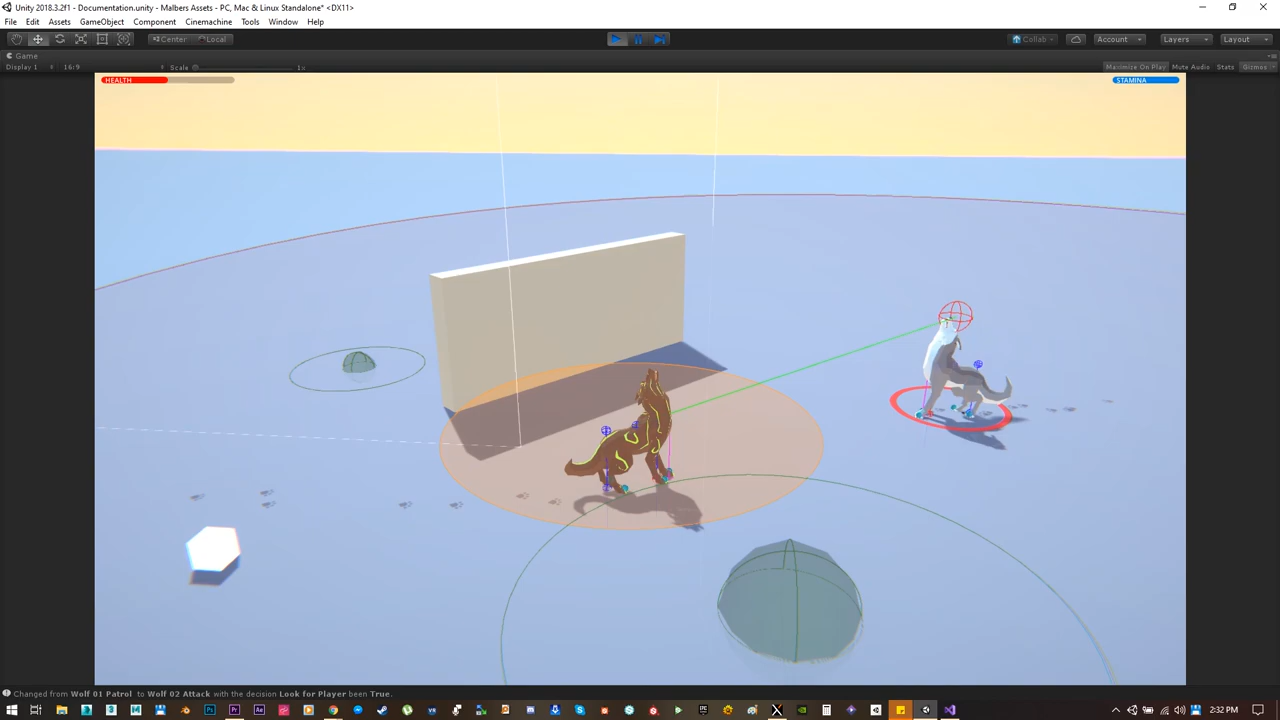 Unity 2018.3.2f1 - Documentation.unity - Malbers Assets - PC, Mac & Linux Standalone* <DX11>
File Edit Assets GameObject Component Cinemachine Tools Window Help
Center Local Collab Account Layers Layout
Game
Display 1 16:9 Scale 1x Maximize On Play Mute Audio Stats Gizmos
HEALTH STAMINA
Changed from Wolf 01 Patrol to Wolf 02 Attack with the decision Look for Player been True.
2:32 PM